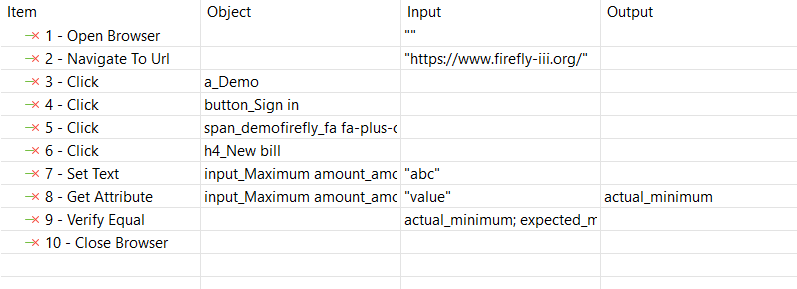 Item Object Input Output
1 - Open Browser ""
2 - Navigate To Url "https://www.firefly-iii.org/"
3 - Click a_Demo
4 - Click button_Sign in
5 - Click span_demofirefly_fa fa-plus-c
6 - Click h4_New bill
7 - Set Text input_Maximum amount_amo "abc"
8 - Get Attribute input_Maximum amount_amo "value" actual_minimum
9 - Verify Equal actual_minimum; expected_m
10 - Close Browser